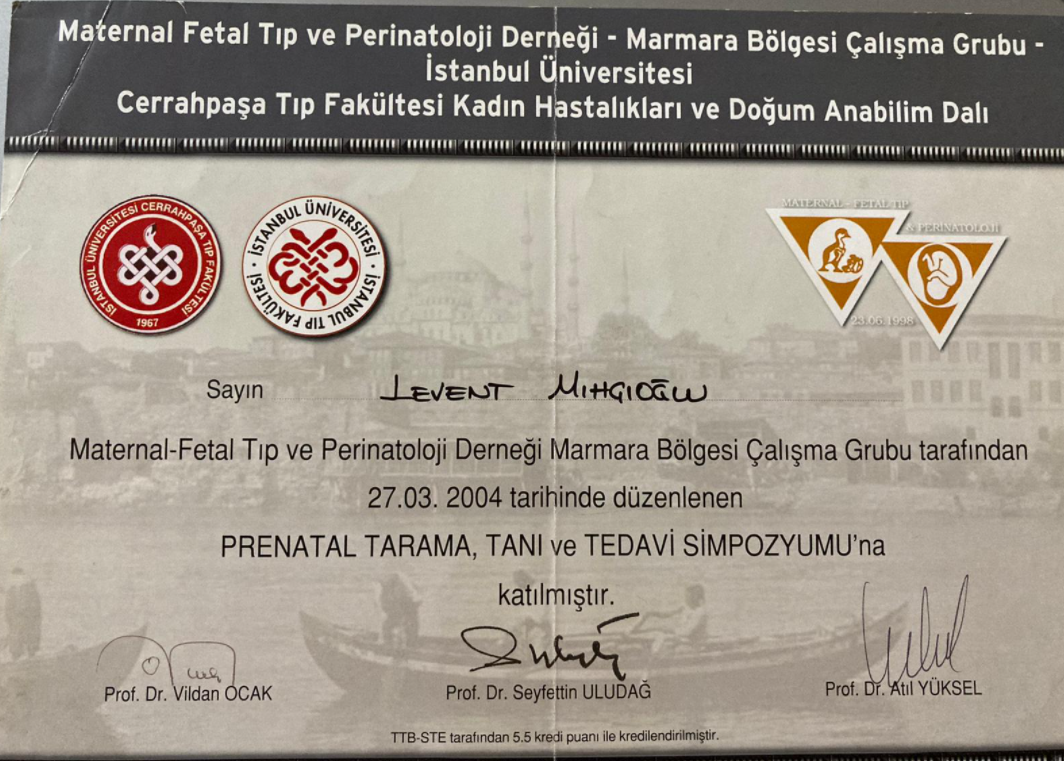 Maternal Fetal Tıp ve Perinatoloji Derneği - Marmara Bölgesi Çalışma Grubu -
İstanbul Üniversitesi
Cerrahpaşa Tıp Fakültesi Kadın Hastalıkları ve Doğum Anabilim Dalı
İSTANBUL ÜNİVERSİTESİ CERRAHPAŞA TIP FAKÜLTESİ
1967
İSTANBUL ÜNİVERSİTESİ · İSTANBUL TIP FAKÜLTESİ ·
MATERNAL - FETAL TIP
& PERINATOLOJI
23.06.1998
Sayın LEVENT
Maternal-Fetal Tıp ve Perinatoloji Derneği Marmara Bölgesi Çalışma Grubu tarafından
27.03. 2004 tarihinde düzenlenen
PRENATAL TARAMA, TANI ve TEDAVİ SİMPOZYUMU'na
katılmıştır.
Prof. Dr. Vildan OCAK
Prof. Dr. Seyfettin ULUDAĞ
Prof. Dr. Atıl YÜKSEL
TTB-STE tarafından 5.5 kredi puanı ile kredilendirilmiştir.